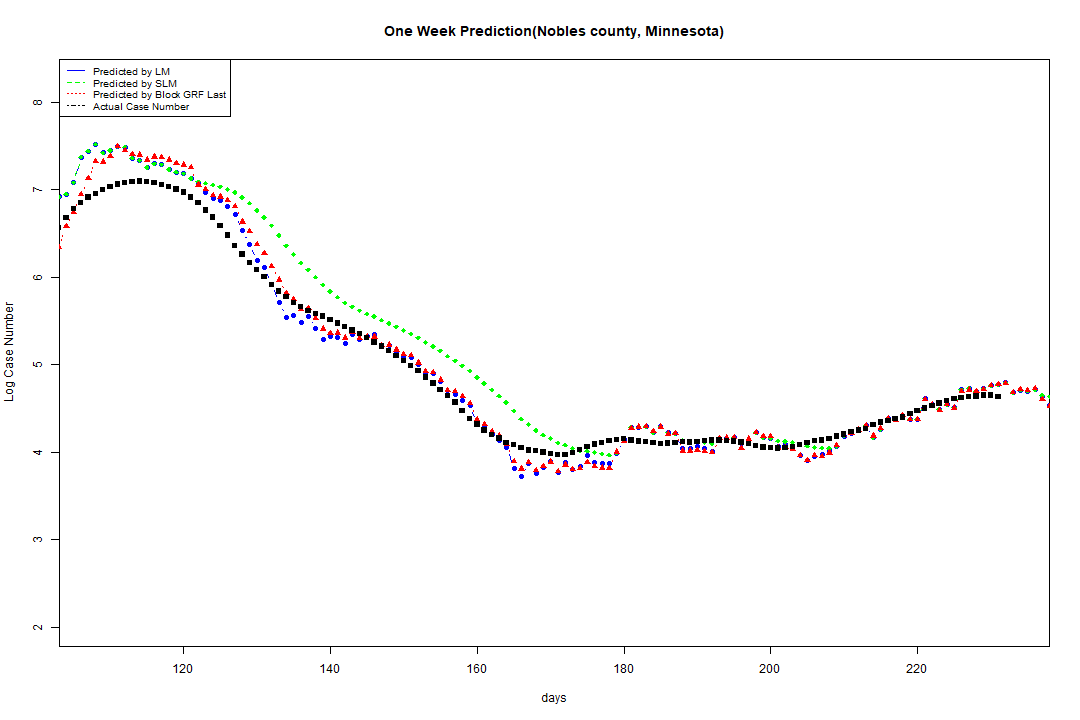 One Week Prediction(Nobles county, Minnesota)
Predicted by LM
Predicted by SLM
Predicted by Block GRF Last
Actual Case Number
8
7
6
5
4
3
2
Log Case Number
120 140 160 180 200 220
days